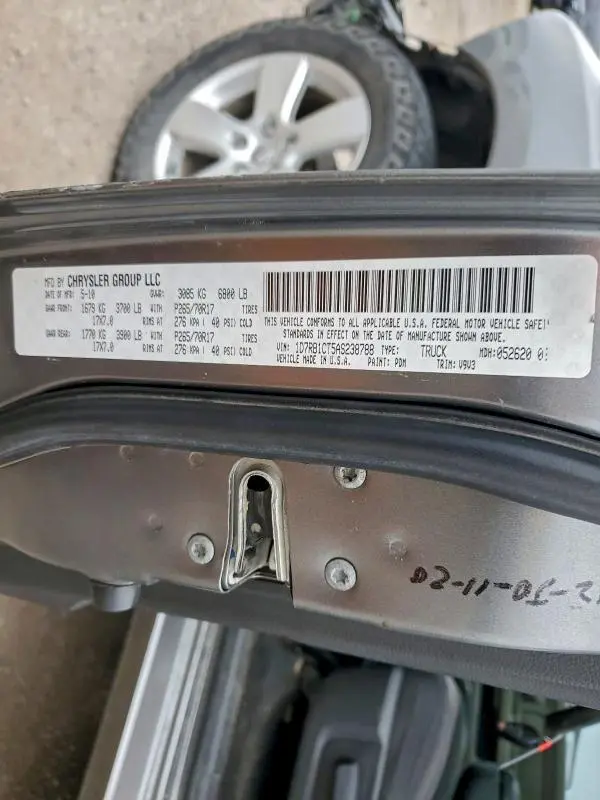 MFD BY CHRYSLER GROUP LLC
DATE OF MFD: 5-10 GVWR: 3085 KG 6800 LB
GAWR FRONT: 1679 KG 3700 LB P265/70R17 TIRES
17X7.0 RIMS AT 276 KPA ( 40 PSI) COLD
GAWR REAR: 1770 KG 3900 LB P265/70R17 TIRES
17X7.0 RIMS AT 276 KPA ( 40 PSI) COLD
THIS VEHICLE CONFORMS TO ALL APPLICABLE U.S.A. FEDERAL MOTOR VEHICLE
STANDARDS IN EFFECT ON THE DATE OF MANUFACTURE SHOWN ABOVE.
VIN: 1D7RB1CT5AS238788 TYPE: TRUCK MDH:052620
VEHICLE MADE IN U.S.A. PAINT: PDM TRIM: V9V3